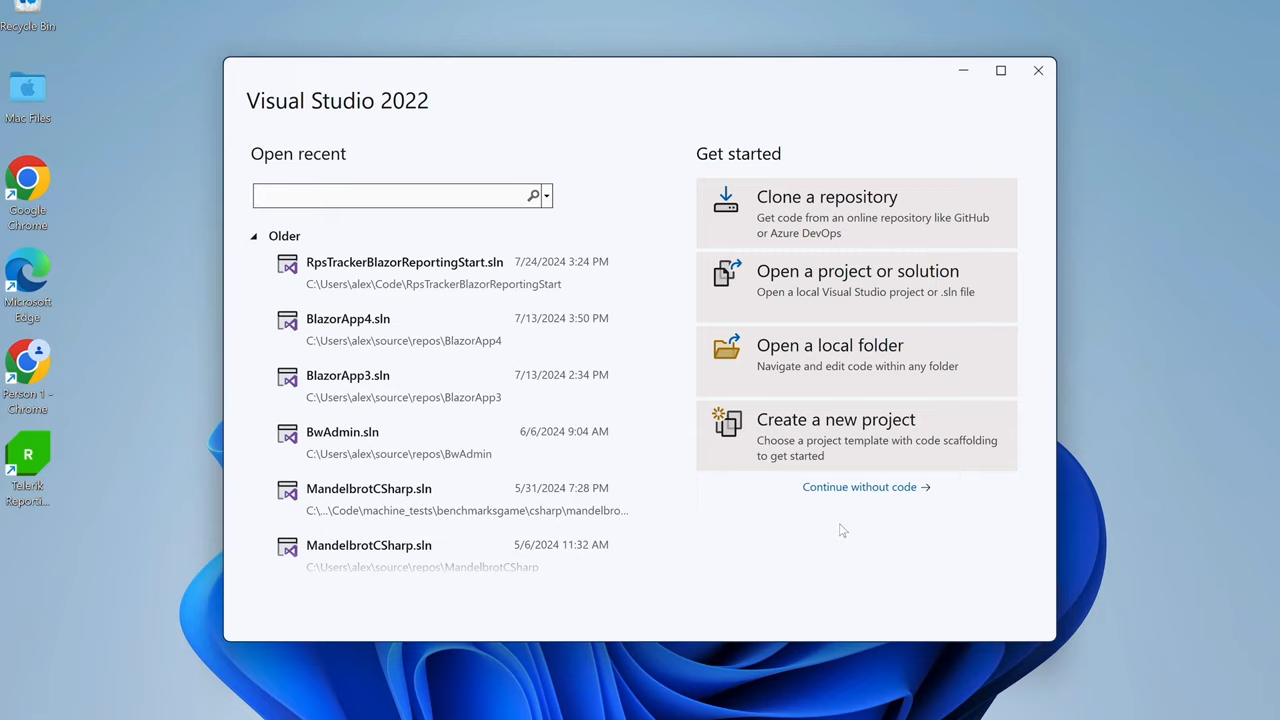 Recycle Bin
Mac Files
Google
Chrome
Microsoft
Edge
Person 1 -
Chrome
R
Telerik
Reporti...
Visual Studio 2022
Open recent
Older
RpsTrackerBlazorReportingStart.sln 7/24/2024 3:24 PM
C:\Users\alex\Code\RpsTrackerBlazorReportingStart
BlazorApp4.sln 7/13/2024 3:50 PM
C:\Users\alex\source\repos\BlazorApp4
BlazorApp3.sln 7/13/2024 2:34 PM
C:\Users\alex\source\repos\BlazorApp3
BwAdmin.sln 6/6/2024 9:04 AM
C:\Users\alex\source\repos\BwAdmin
MandelbrotCSharp.sln 5/31/2024 7:28 PM
C:\...\Code\machine_tests\benchmarksgame\csharp\mandelbro...
MandelbrotCSharp.sln 5/6/2024 11:32 AM
C:\Users\alex\source\repos\MandelbrotCSharp
Get started
Clone a repository
Get code from an online repository like GitHub
or Azure DevOps
Open a project or solution
Open a local Visual Studio project or .sln file
Open a local folder
Navigate and edit code within any folder
Create a new project
Choose a project template with code scaffolding
to get started
Continue without code →